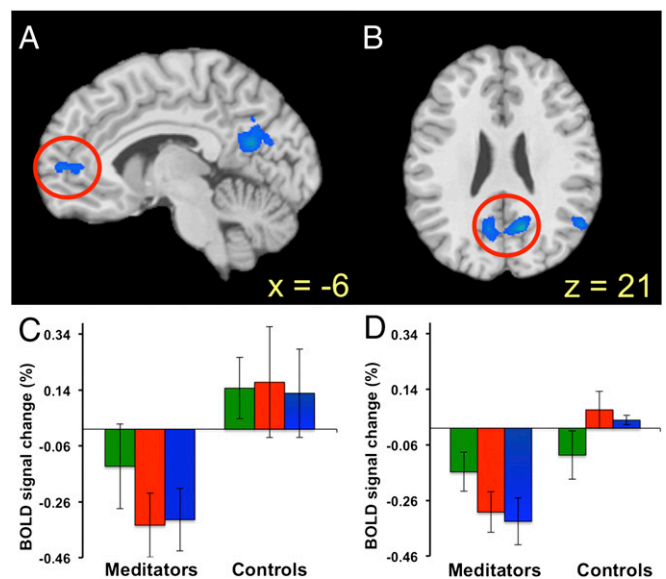 A
B
x = -6
z = 21
C
D
BOLD signal change (%)
0.34
0.14
-0.06
-0.26
-0.46
Meditators
Controls
BOLD signal change (%)
0.34
0.14
-0.06
-0.26
-0.46
Meditators
Controls